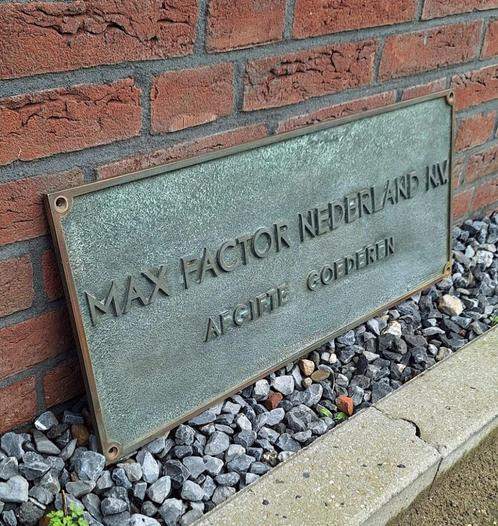 MAX FACTOR NEDERLAND N.V.
AFGIFTE GOEDEREN